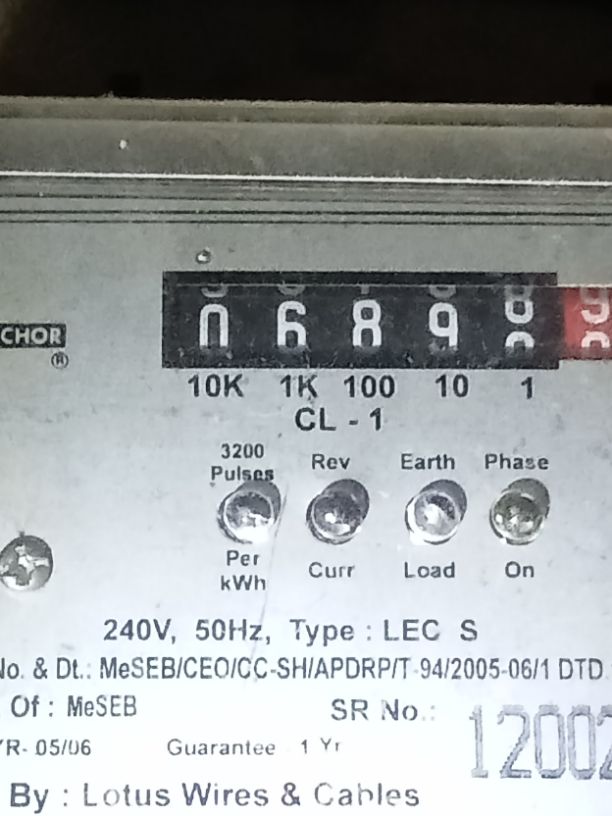 CHOR
®
0 6 8 9 8
10K 1K 100 10 1
CL - 1
3200 Pulses Per kWh
Rev Curr
Earth Load
Phase On
240V, 50Hz, Type : LEC S
No. & Dt.: MeSEB/CEO/CC-SH/APDRP/T-94/2005-06/1 DTD
Of : MeSEB
SR No.:
YR- 05/06
Guarantee 1 Yr
12002
By : Lotus Wires & Cables